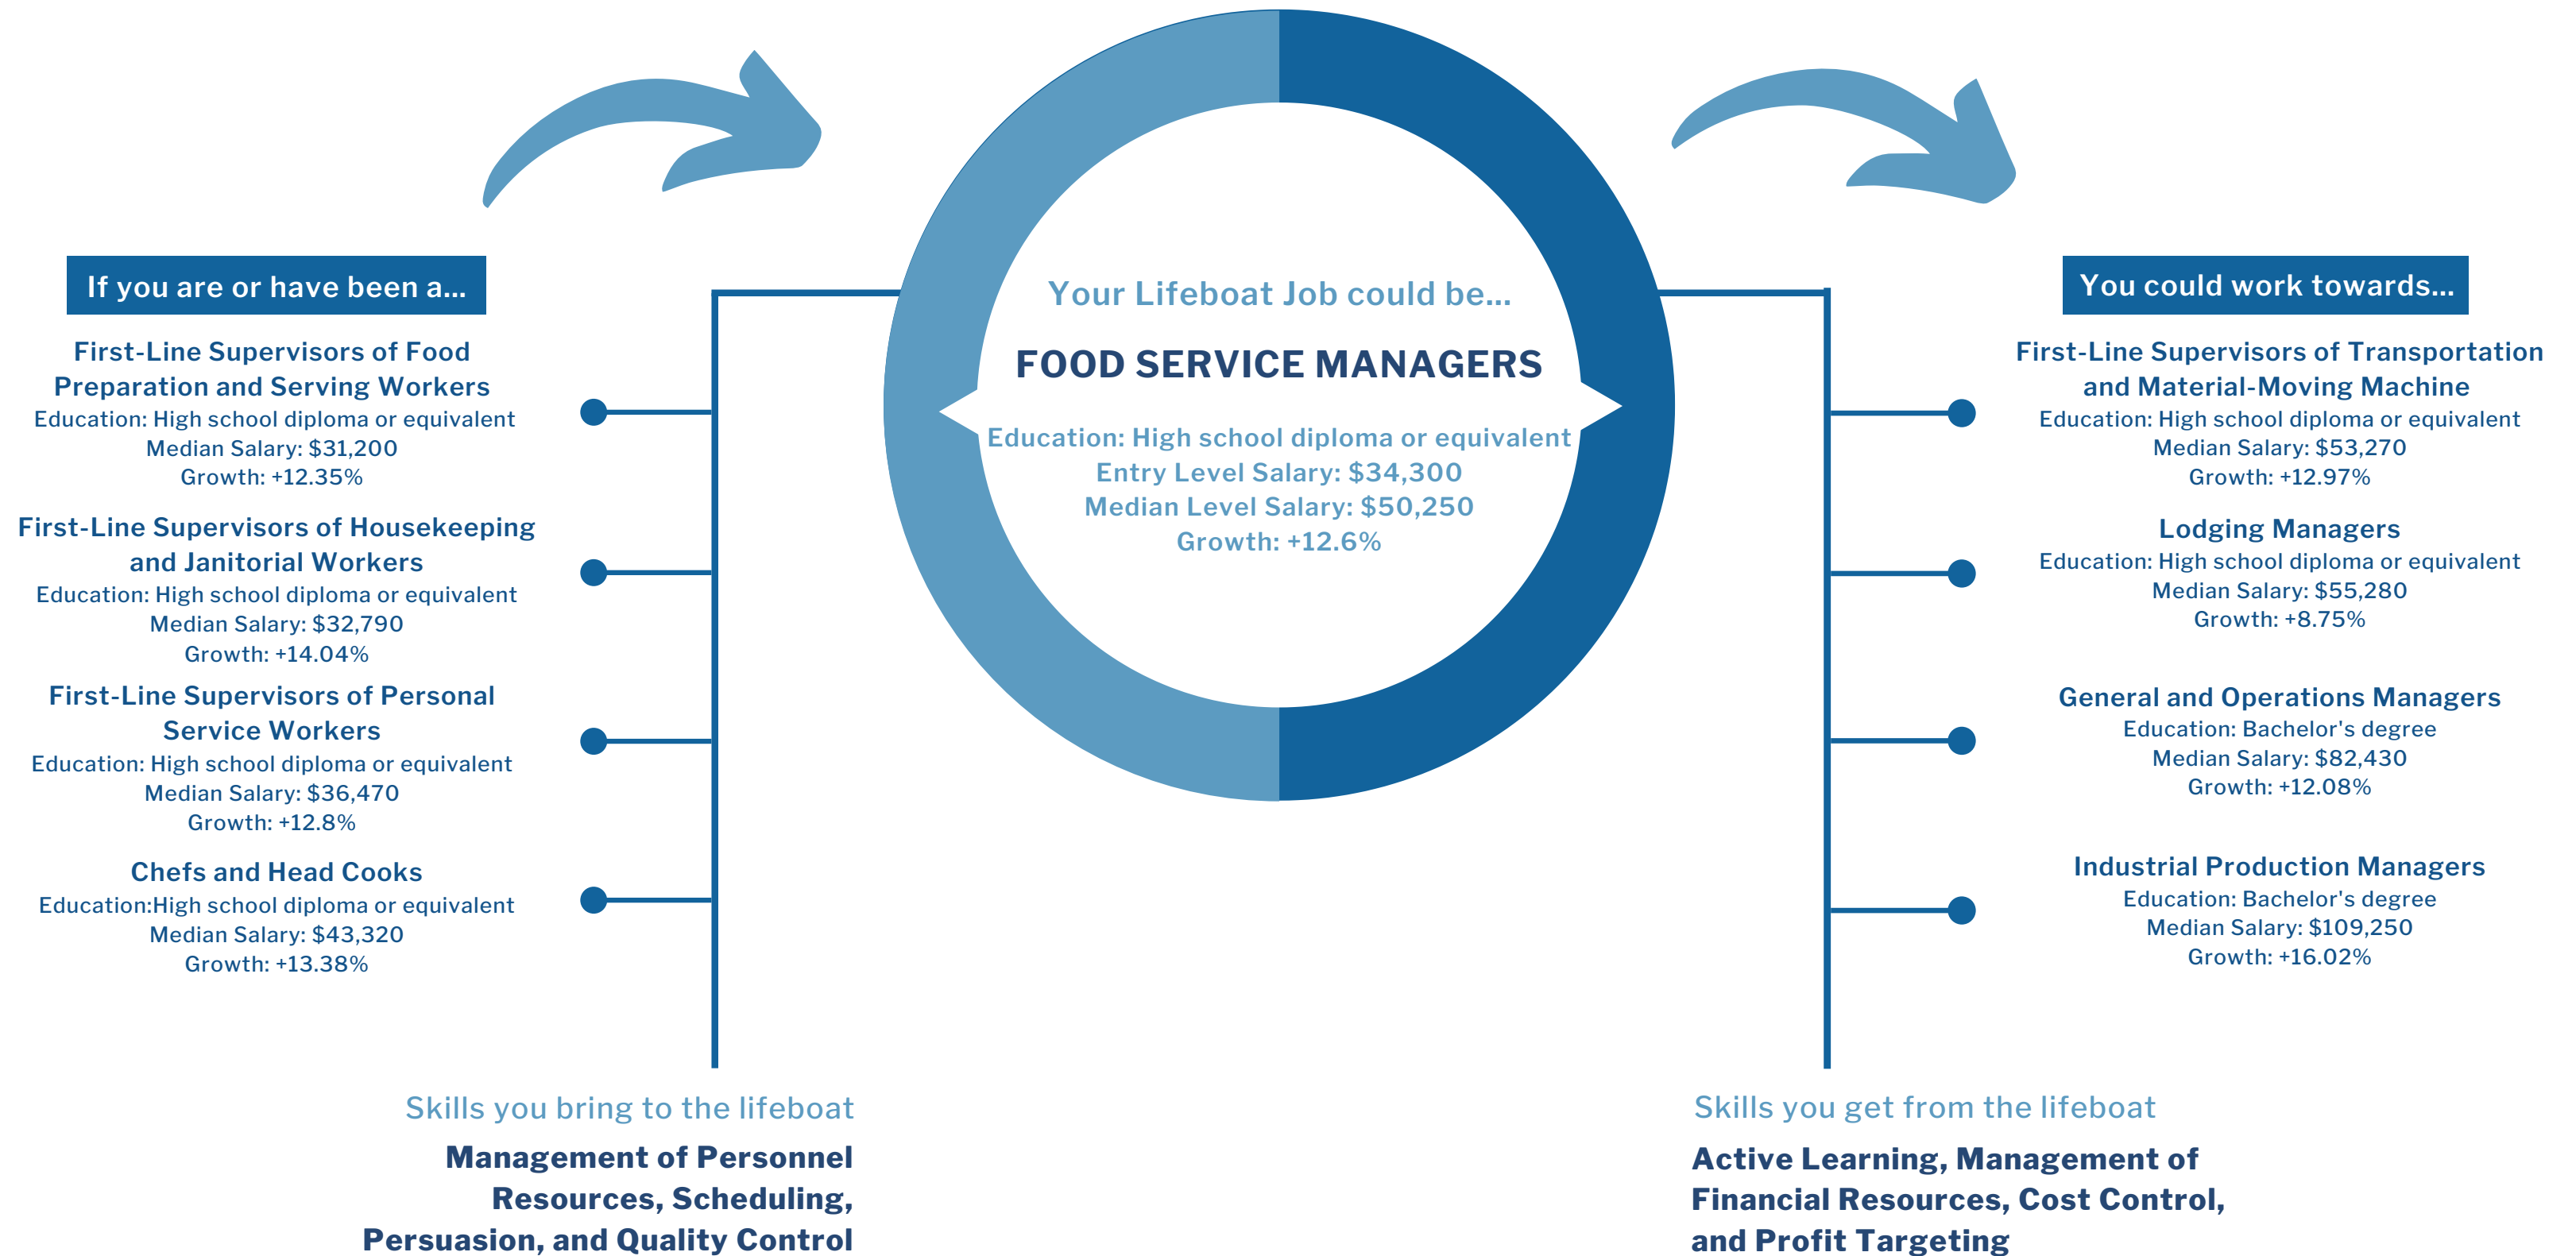 If you are or have been a...
First-Line Supervisors of Food
Preparation and Serving Workers
Education: High school diploma or equivalent
Median Salary: $31,200
Growth: +12.35%
First-Line Supervisors of Housekeeping
and Janitorial Workers
Education: High school diploma or equivalent
Median Salary: $32,790
Growth: +14.04%
First-Line Supervisors of Personal
Service Workers
Education: High school diploma or equivalent
Median Salary: $36,470
Growth: +12.8%
Chefs and Head Cooks
Education:High school diploma or equivalent
Median Salary: $43,320
Growth: +13.38%
Skills you bring to the lifeboat
Management of Personnel
Resources, Scheduling,
Persuasion, and Quality Control
Your Lifeboat Job could be...
FOOD SERVICE MANAGERS
Education: High school diploma or equivalent
Entry Level Salary: $34,300
Median Level Salary: $50,250
Growth: +12.6%
You could work towards...
First-Line Supervisors of Transportation
and Material-Moving Machine
Education: High school diploma or equivalent
Median Salary: $53,270
Growth: +12.97%
Lodging Managers
Education: High school diploma or equivalent
Median Salary: $55,280
Growth: +8.75%
General and Operations Managers
Education: Bachelor's degree
Median Salary: $82,430
Growth: +12.08%
Industrial Production Managers
Education: Bachelor's degree
Median Salary: $109,250
Growth: +16.02%
Skills you get from the lifeboat
Active Learning, Management of
Financial Resources, Cost Control,
and Profit Targeting